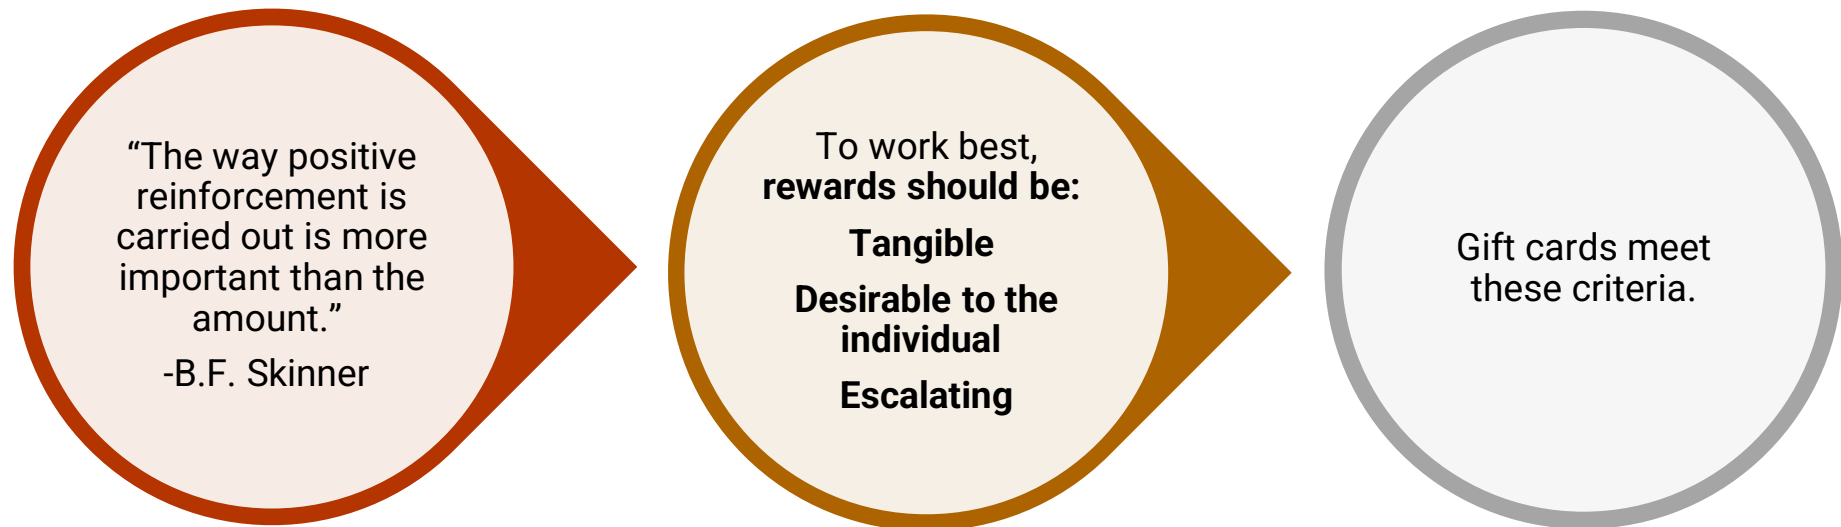 “The way positive
reinforcement is
carried out is more
important than the
amount.”
-B.F. Skinner
To work best,
rewards should be:
Tangible
Desirable to the
individual
Escalating
Gift cards meet
these criteria.